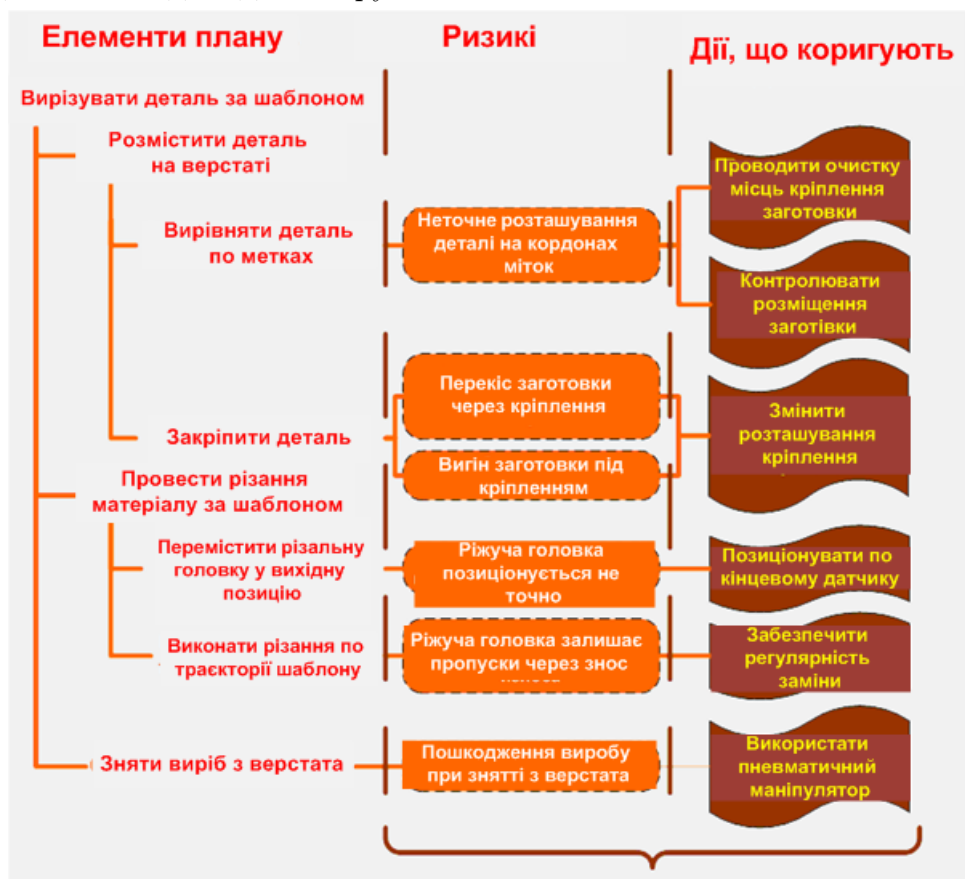 Елементи плану
Ризикі
Дії, що коригують
Вирізувати деталь за шаблоном
Розмістити деталь
на верстаті
Вирівняти деталь
по метках
Закріпити деталь
Провести різання
матеріалу за шаблоном
Перемістити різальну
головку у вихідну
позицію
Виконати різання по
траєкторії шаблону
Зняти виріб з верстата
Неточне розташування
деталі на кордонах
міток
Перекіс заготовки
через кріплення
Вигін заготовки під
кріпленням
Ріжуча головка
позиціонується не
точно
Ріжуча головка залишає
пропуски через знос
Пошкодження виробу
при знятті з верстата
Проводити очистку
місць кріплення
заготовки
Контролювати
розміщення
заготівки
Змінити
розташування
кріплення
Позиціонувати по
кінцевому датчику
Забезпечити
регулярність
заміни
Використати
пневматичний
маніпулятор